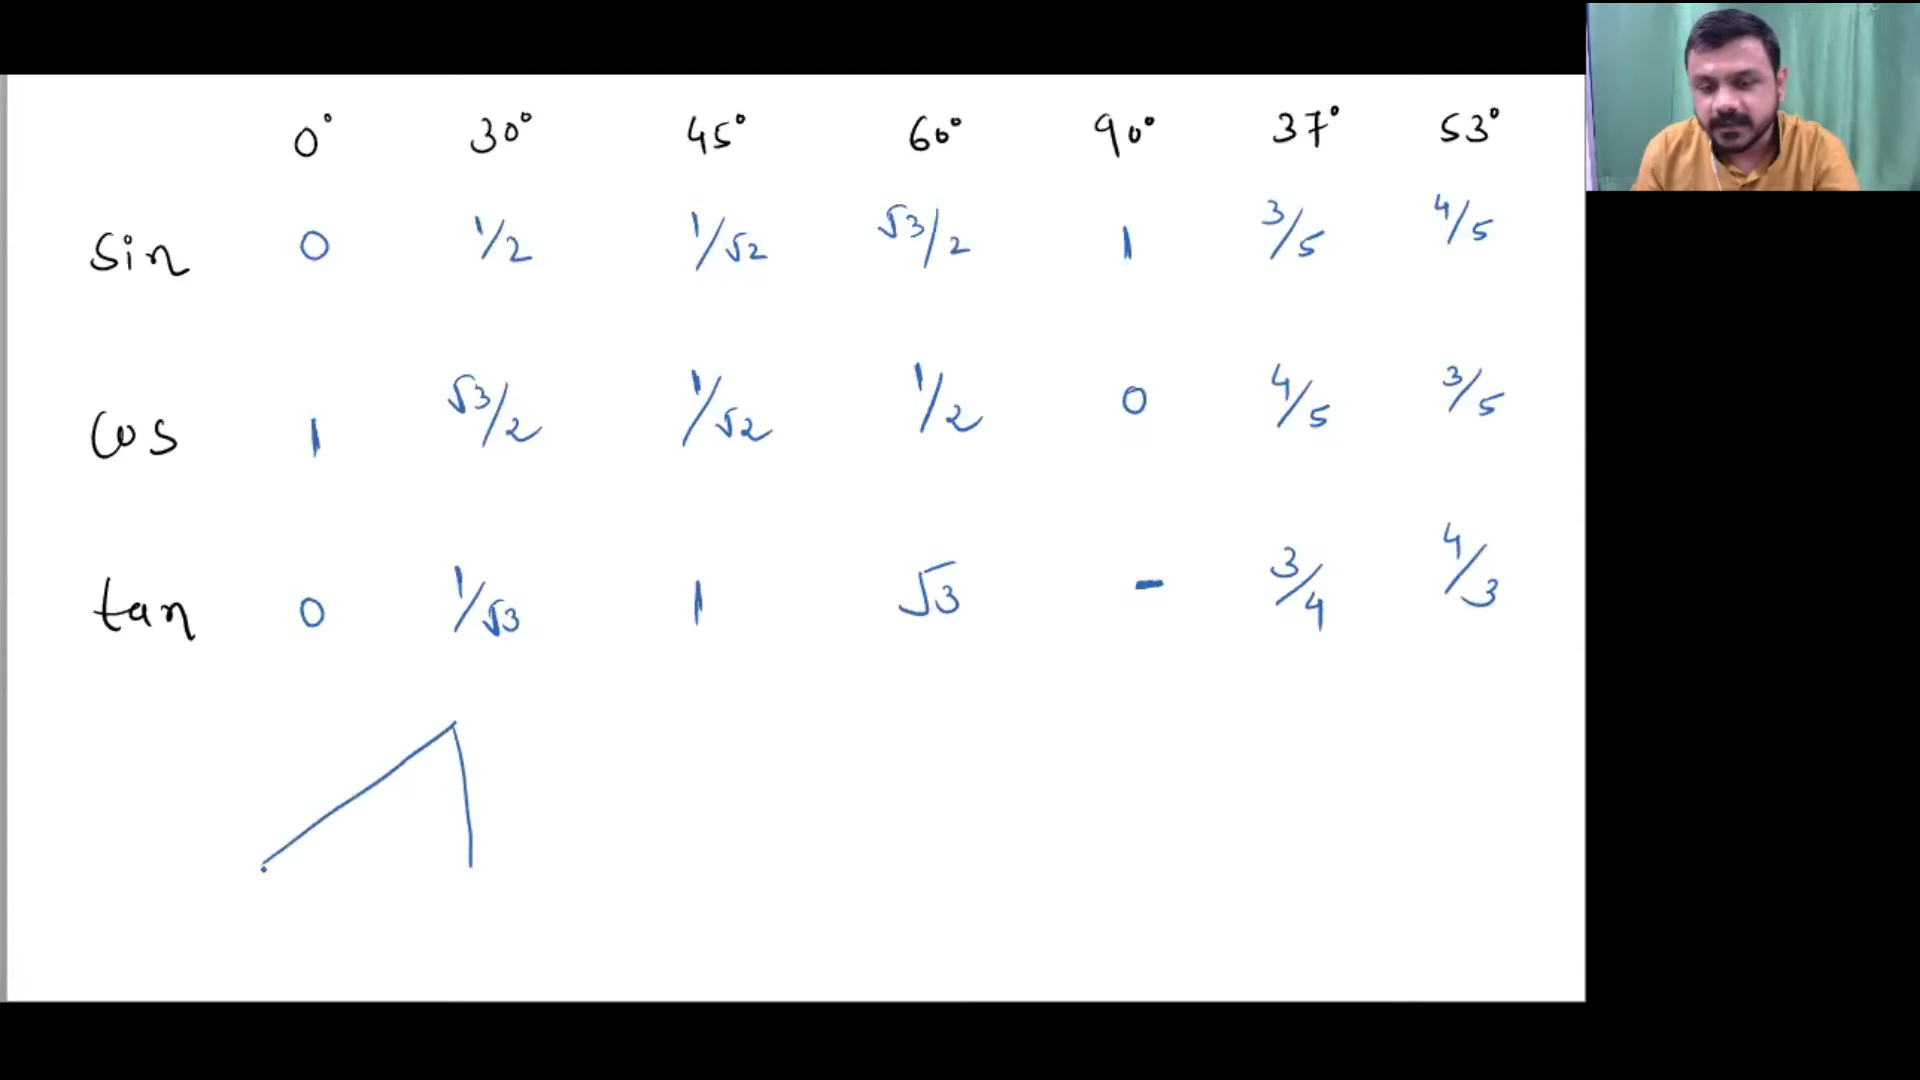 0° 30° 45° 60° 90° 37° 53°
sin 0 1/2 1/√2 √3/2 1 3/5 4/5
cos 1 √3/2 1/√2 1/2 0 4/5 3/5
tan 0 1/√3 1 √3 - 3/4 4/3